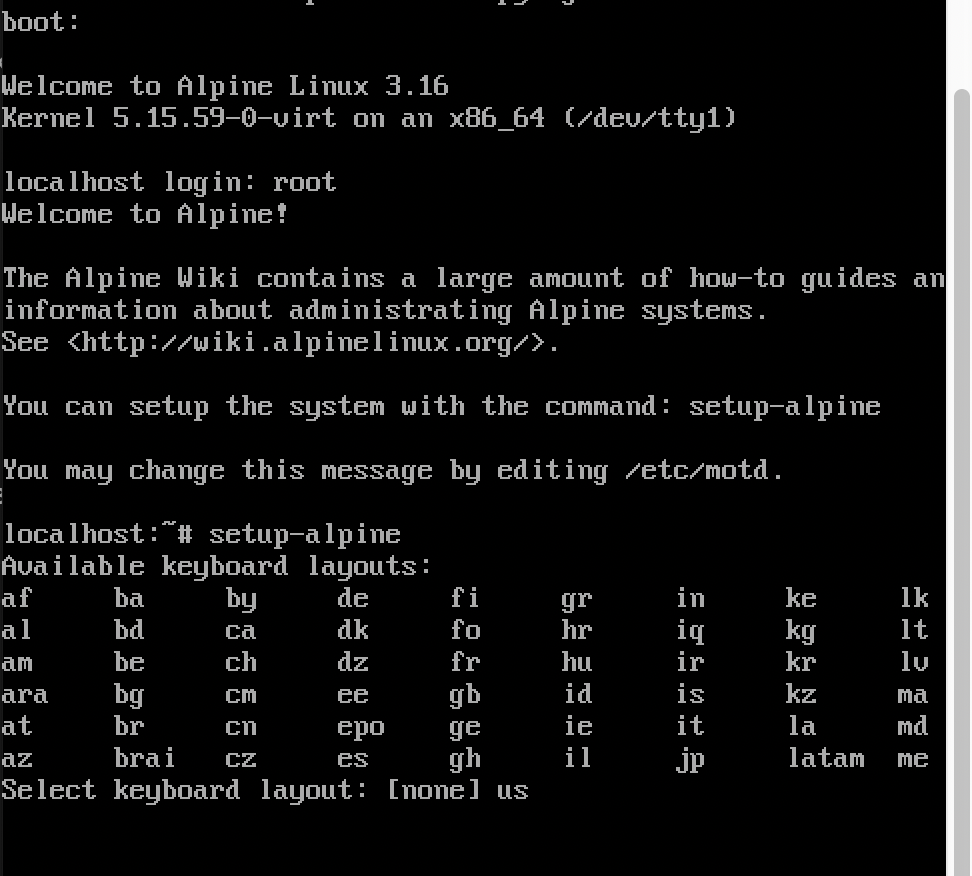 boot:
Welcome to Alpine Linux 3.16
Kernel 5.15.59-0-virt on an x86_64 (/dev/tty1)
localhost login: root
Welcome to Alpine!
The Alpine Wiki contains a large amount of how-to guides an
information about administrating Alpine systems.
See <http://wiki.alpinelinux.org/>.
You can setup the system with the command: setup-alpine
You may change this message by editing /etc/motd.
localhost:~# setup-alpine
Available keyboard layouts:
af ba by de fi gr in ke lk
al bd ca dk fo hr iq kg lt
am be ch dz fr hu ir kr lv
ara bg cm ee gb id is kz ma
at br cn epo ge ie it la md
az brai cz es gh il jp latam me
Select keyboard layout: [none] us